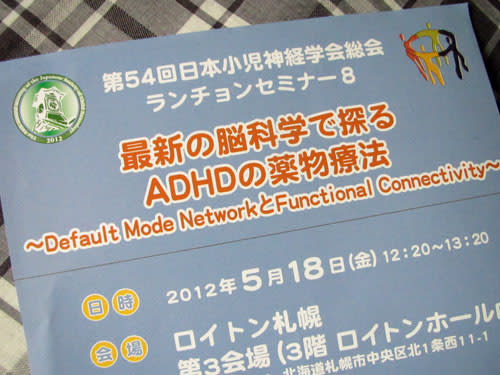 第54回日本小児神経学会総会
ランチョンセミナー8
最新の脳科学で探る
ADHDの薬物療法
～Default Mode NetworkとFunctional Connectivity～
日時
2012年5月18日(金) 12:20~13:20
会場
ロイトン札幌
第3会場(3階 ロイトンホール
北海道札幌市中央区北1条西11-1
2012